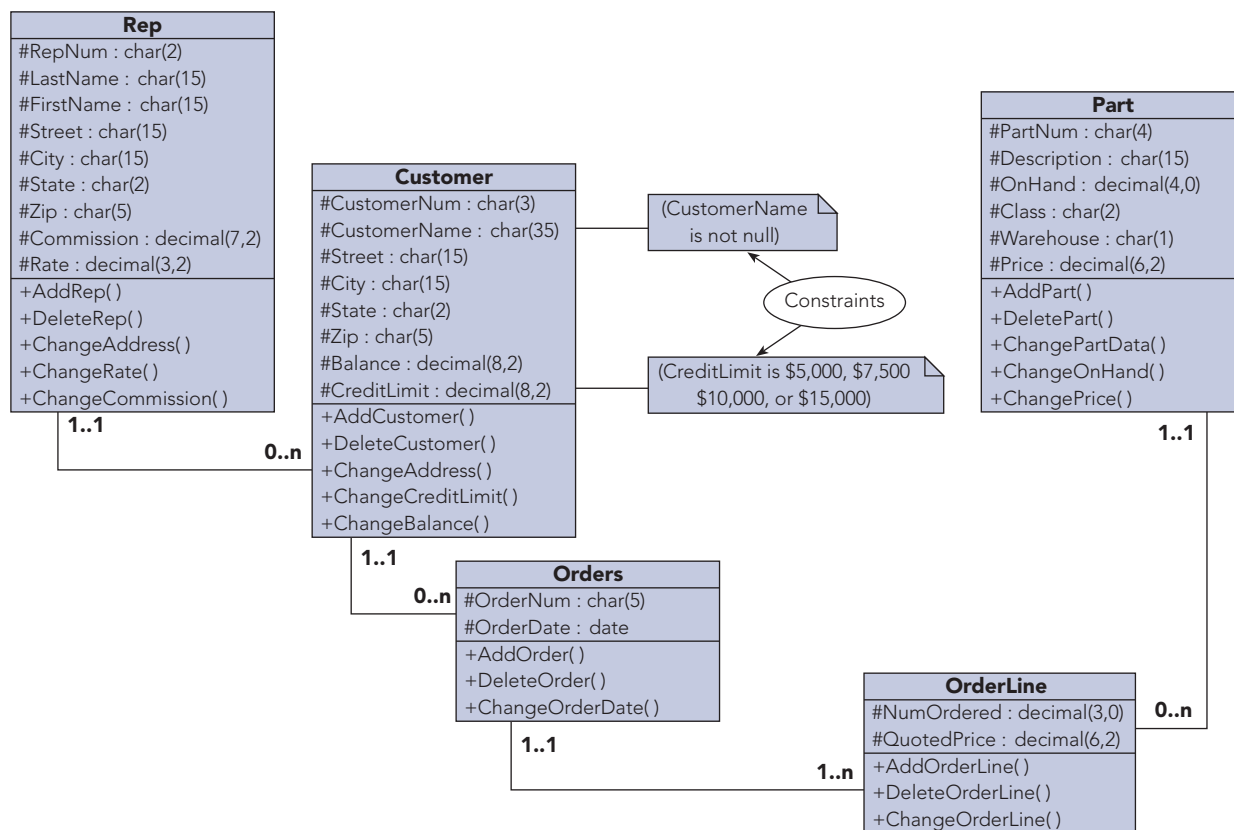 Rep
#RepNum : char(2)
#LastName : char(15)
#FirstName : char(15)
#Street : char(15)
#City : char(15)
#State : char(2)
#Zip : char(5)
#Commission : decimal(7,2)
#Rate : decimal(3,2)
+AddRep( )
+DeleteRep( )
+ChangeAddress( )
+ChangeRate( )
+ChangeCommission( )
1..1
0..n
Customer
#CustomerNum : char(3)
#CustomerName : char(35)
#Street : char(15)
#City : char(15)
#State : char(2)
#Zip : char(5)
#Balance : decimal(8,2)
#CreditLimit : decimal(8,2)
+AddCustomer( )
+DeleteCustomer( )
+ChangeAddress( )
+ChangeCreditLimit( )
+ChangeBalance( )
1..1
0..n
(CustomerName
is not null)
Constraints
(CreditLimit is $5,000, $7,500
$10,000, or $15,000)
Part
#PartNum : char(4)
#Description : char(15)
#OnHand : decimal(4,0)
#Class : char(2)
#Warehouse : char(1)
#Price : decimal(6,2)
+AddPart( )
+DeletePart( )
+ChangePartData( )
+ChangeOnHand( )
+ChangePrice( )
1..1
0..n
Orders
#OrderNum : char(5)
#OrderDate : date
+AddOrder( )
+DeleteOrder( )
+ChangeOrderDate( )
1..1
1..n
OrderLine
#NumOrdered : decimal(3,0)
#QuotedPrice : decimal(6,2)
+AddOrderLine( )
+DeleteOrderLine( )
+ChangeOrderLine( )